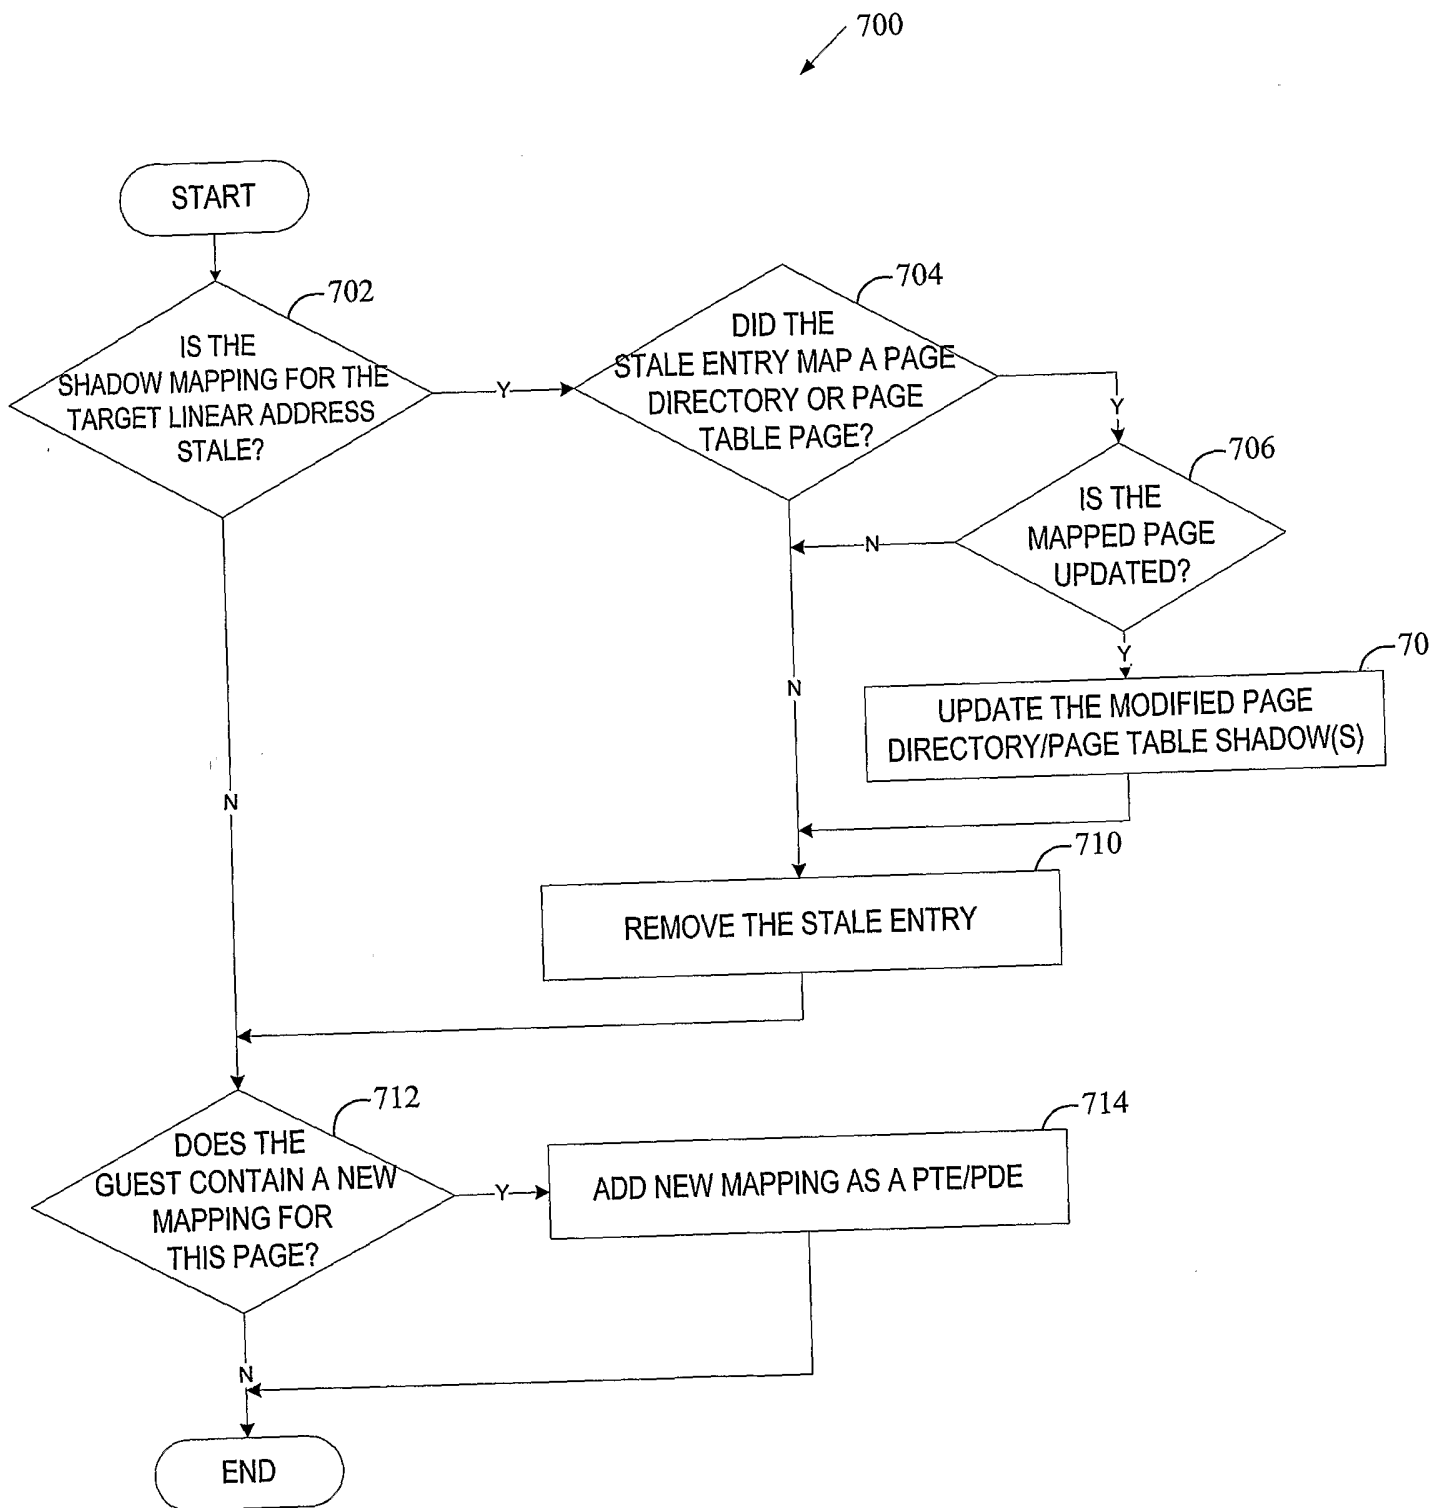 700
START
702
IS THE
SHADOW MAPPING FOR THE
TARGET LINEAR ADDRESS
STALE?
Y
704
DID THE
STALE ENTRY MAP A PAGE
DIRECTORY OR PAGE
TABLE PAGE?
Y
706
IS THE
MAPPED PAGE
UPDATED?
N
Y
N
70
UPDATE THE MODIFIED PAGE
DIRECTORY/PAGE TABLE SHADOW(S)
N
710
REMOVE THE STALE ENTRY
712
DOES THE
GUEST CONTAIN A NEW
MAPPING FOR
THIS PAGE?
Y
714
ADD NEW MAPPING AS A PTE/PDE
N
END